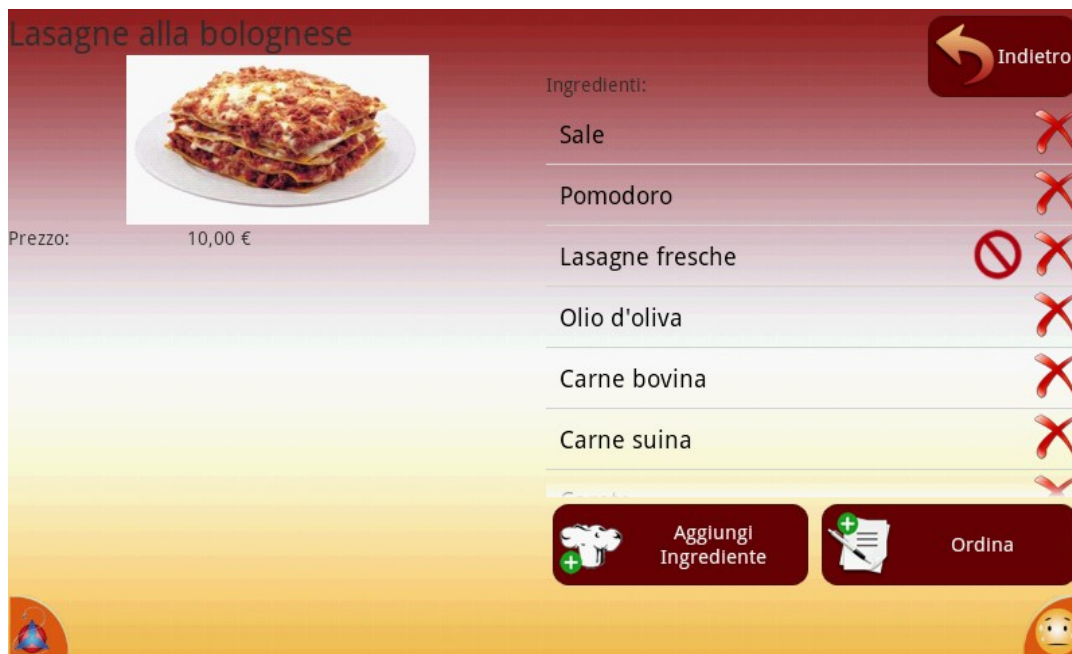 Lasagne alla bolognese
Indietro
Ingredienti:
Sale
Pomodoro
Prezzo: 10,00 €
Lasagne fresche
Olio d'oliva
Carne bovina
Carne suina
Aggiungi
Ingrediente
Ordina